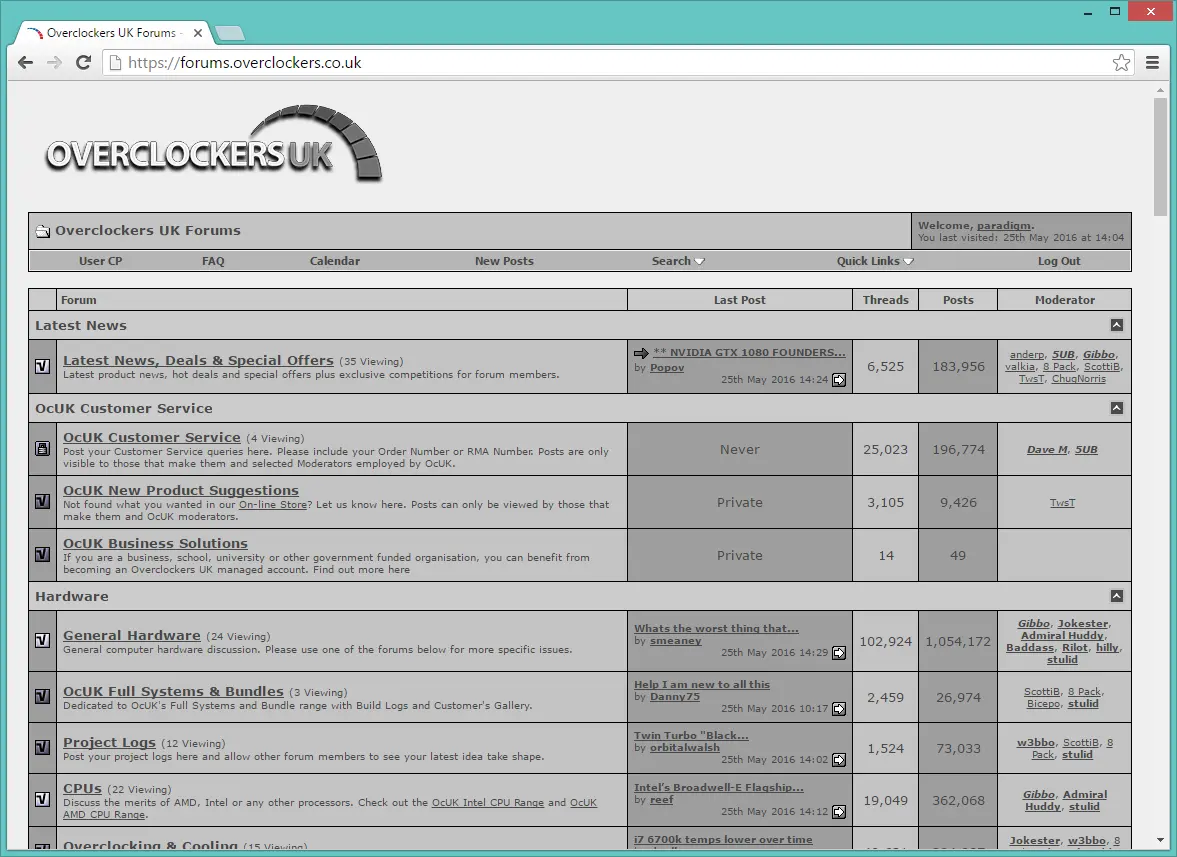 Overclockers UK Forums -
https://forums.overclockers.co.uk
OVERCLOCKERS UK
Overclockers UK Forums
Welcome, paradigm.
You last visited: 25th May 2016 at 14:04
User CP FAQ Calendar New Posts Search Quick Links Log Out
Forum Last Post Threads Posts Moderator
Latest News
Latest News, Deals & Special Offers (35 Viewing)
Latest product news, hot deals and special offers plus exclusive competitions for forum members.
** NVIDIA GTX 1080 FOUNDERS...
by Popov
25th May 2016 14:24
6,525
183,956
anderp, 5UB, Gibbo,
valkia, 8 Pack, ScottiB,
TwsT, ChuqNorris
OcUK Customer Service
OcUK Customer Service (4 Viewing)
Post your Customer Service queries here. Please include your Order Number or RMA Number. Posts are only
visible to those that make them and selected Moderators employed by OcUK.
Never
25,023
196,774
Dave M, 5UB
OcUK New Product Suggestions
Not found what you wanted in our On-line Store? Let us know here. Posts can only be viewed by those that
make them and OcUK moderators.
Private
3,105
9,426
TwsT
OcUK Business Solutions
If you are a business, school, university or other government funded organisation, you can benefit from
becoming an Overclockers UK managed account. Find out more here
Private
14
49
Hardware
General Hardware (24 Viewing)
General computer hardware discussion. Please use one of the forums below for more specific issues.
Whats the worst thing that...
by smeaney
25th May 2016 14:29
102,924
1,054,172
Gibbo, Jokester,
Admiral Huddy,
Baddass, Rilot, hilly,
stulid
OcUK Full Systems & Bundles (3 Viewing)
Dedicated to OcUK's Full Systems and Bundle range with Build Logs and Customer's Gallery.
Help I am new to all this
by Danny75
25th May 2016 10:17
2,459
26,974
ScottiB, 8 Pack,
Bicepo, stulid
Project Logs (12 Viewing)
Post your project logs here and allow other forum members to see your latest idea take shape.
Twin Turbo "Black...
by orbitalwalsh
25th May 2016 14:02
1,524
73,033
w3bbo, ScottiB, 8
Pack, stulid
CPUs (22 Viewing)
Discuss the merits of AMD, Intel or any other processors. Check out the OcUK Intel CPU Range and OcUK
AMD CPU Range.
Intel's Broadwell-E Flagship...
by reef
25th May 2016 14:12
19,049
362,068
Gibbo, Admiral
Huddy, stulid
Overclocking & Cooling (15 Viewing)
i7 6700k temps lower over time
Jokester, w3bbo, 8